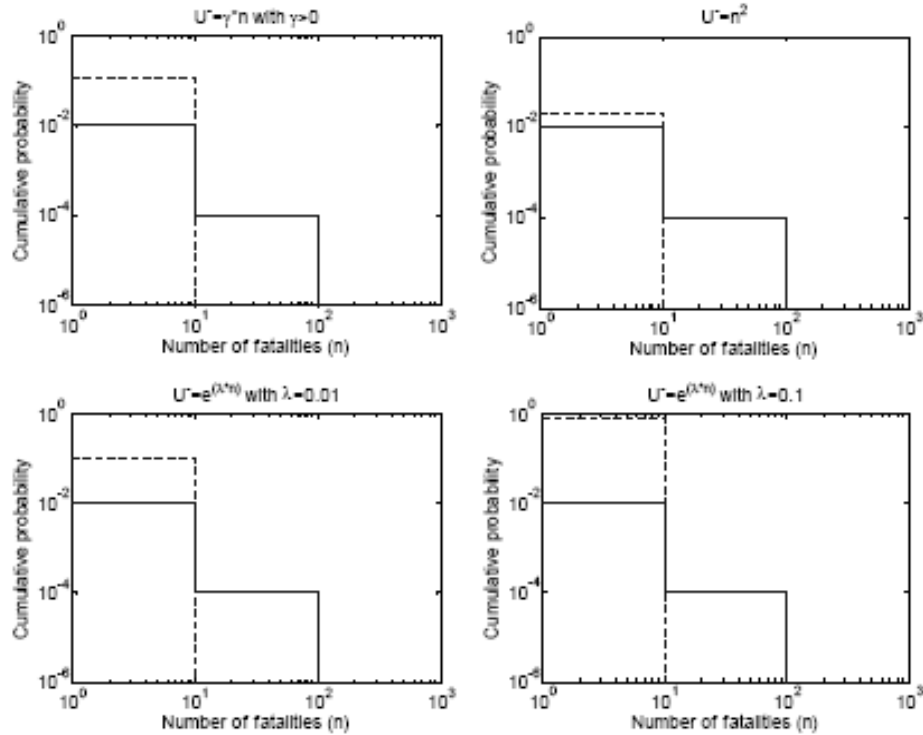 U⁻=γ*n with γ>0
10⁰
10⁻²
10⁻⁴
10⁻⁶
Cumulative probability
10⁰ 10¹ 10² 10³
Number of fatalities (n)
U⁻=n²
10⁰
10⁻²
10⁻⁴
10⁻⁶
Cumulative probability
10⁰ 10¹ 10² 10³
Number of fatalities (n)
U⁻=e^(λ*n) with λ=0.01
10⁰
10⁻²
10⁻⁴
10⁻⁶
Cumulative probability
10⁰ 10¹ 10² 10³
Number of fatalities (n)
U⁻=e^(λ*n) with λ=0.1
10⁰
10⁻²
10⁻⁴
10⁻⁶
Cumulative probability
10⁰ 10¹ 10² 10³
Number of fatalities (n)